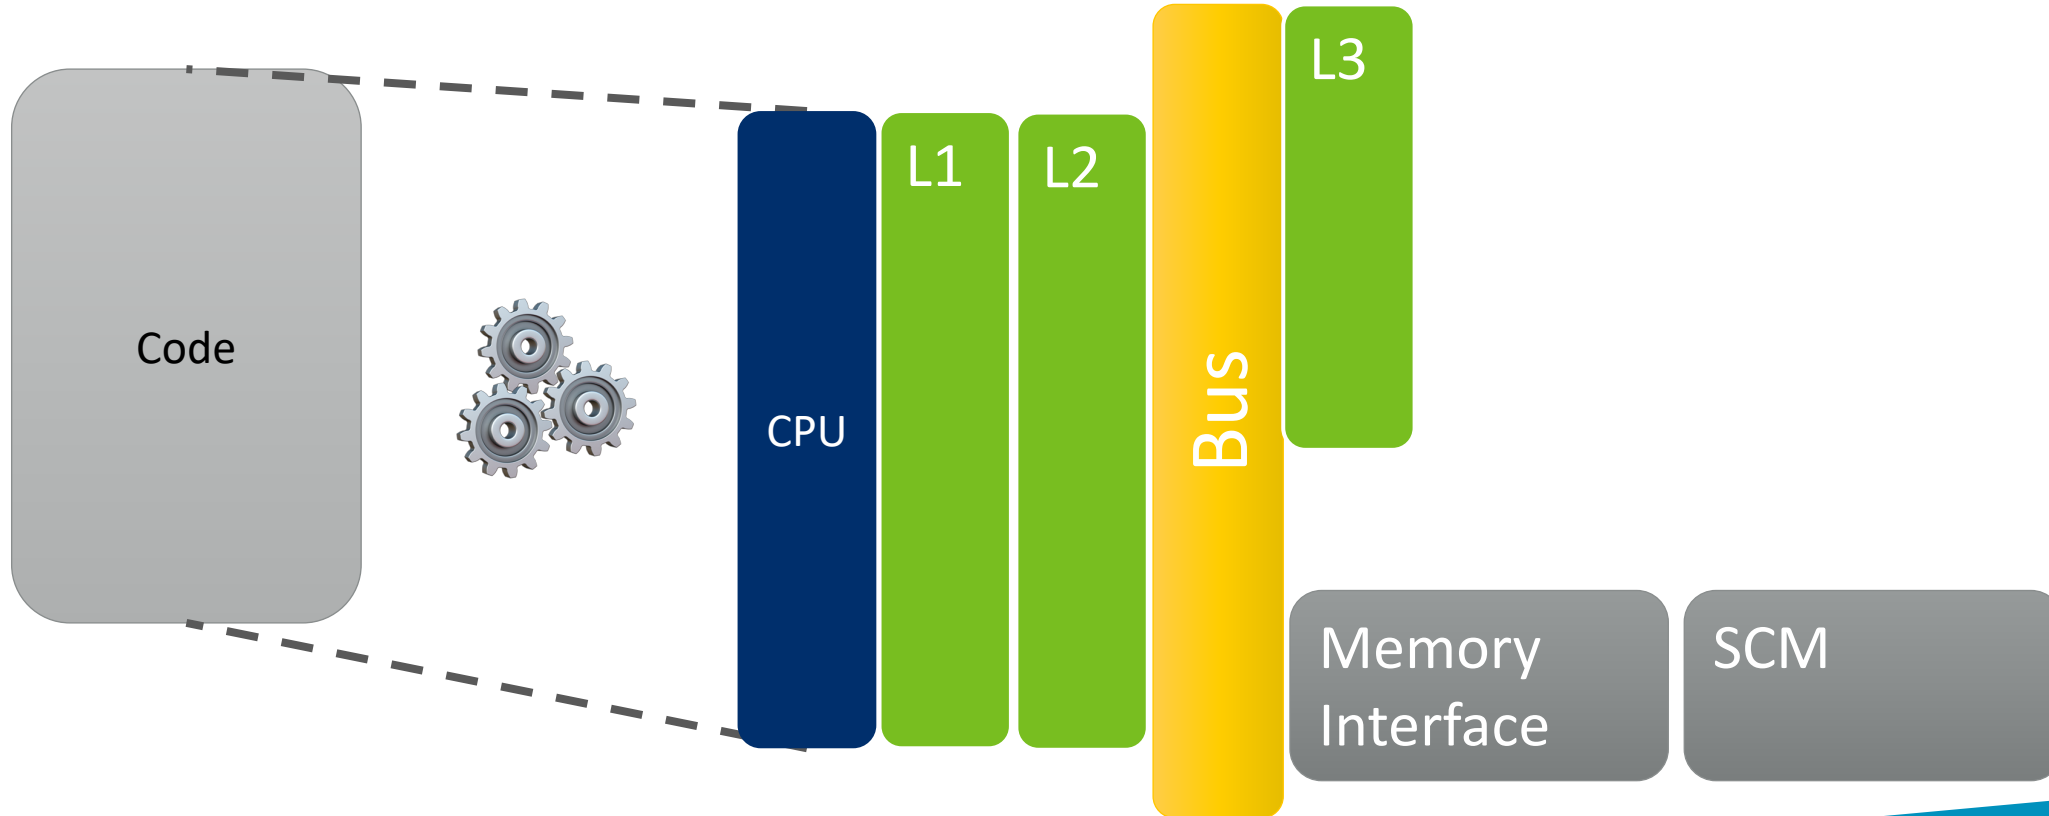 Code
CPU
L1
L2
Bus
L3
Memory
Interface
SCM